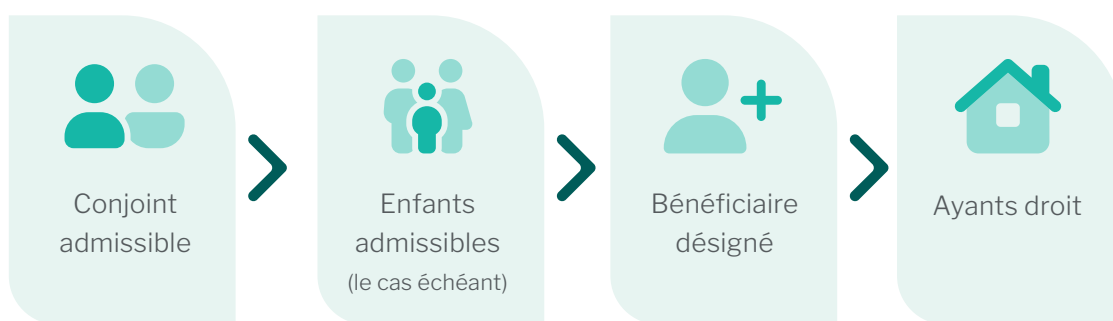 Conjoint
admissible
Enfants
admissibles
(le cas échéant)
Bénéficiaire
désigné
Ayants droit